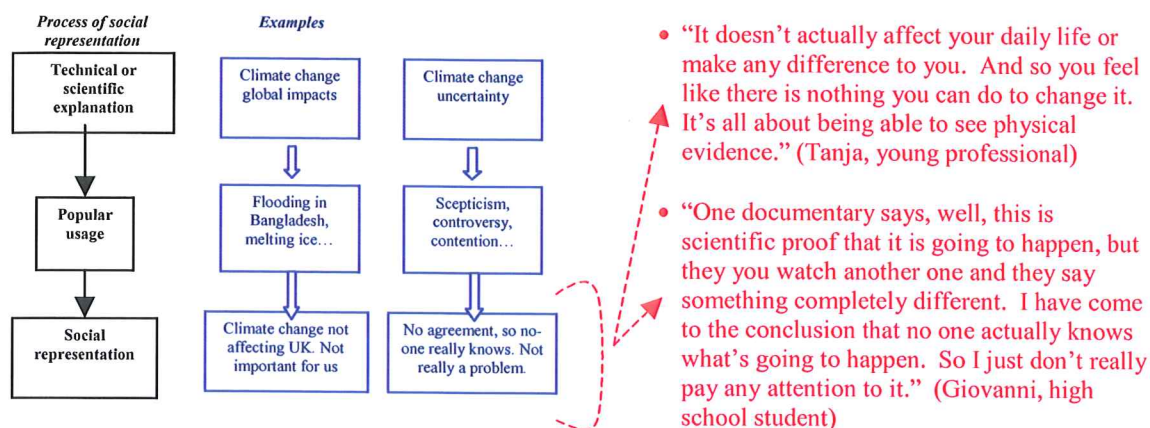 Process of social
representation
Technical or
scientific
explanation
Popular
usage
Social
representation
Examples
Climate change
global impacts
Flooding in
Bangladesh,
melting ice…
Climate change not
affecting UK. Not
important for us
Climate change
uncertainty
Scepticism,
controversy,
contention…
No agreement, so no-
one really knows. Not
really a problem.
• “It doesn’t actually affect your daily life or
make any difference to you. And so you feel
like there is nothing you can do to change it.
It’s all about being able to see physical
evidence.” (Tanja, young professional)
• “One documentary says, well, this is
scientific proof that it is going to happen, but
they you watch another one and they say
something completely different. I have come
to the conclusion that no one actually knows
what’s going to happen. So I just don’t really
pay any attention to it.” (Giovanni, high
school student)